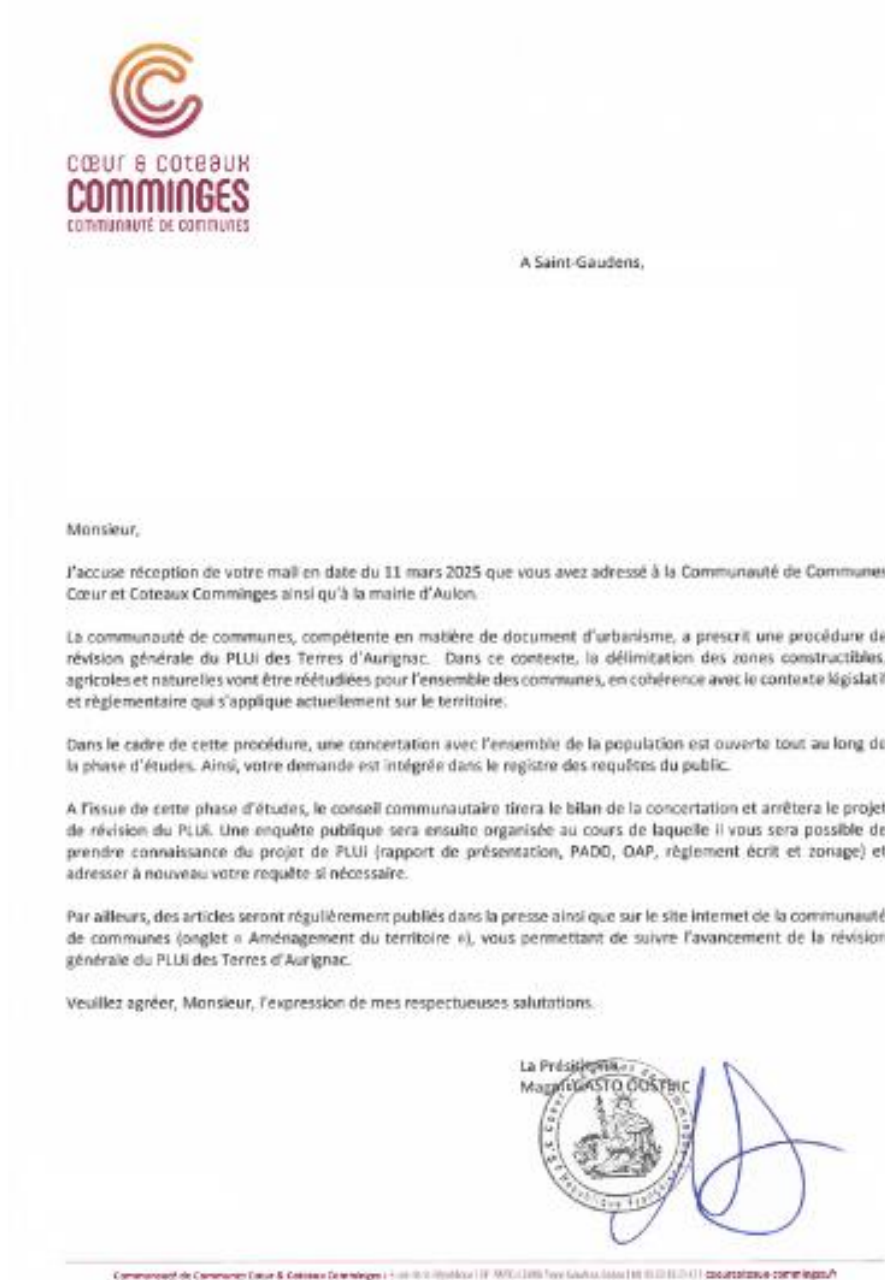 cœur & coteaux
COMMINGES
COMMUNAUTÉ DE COMMUNES
A Saint-Gaudens,
Monsieur,
J'accuse réception de votre mail en date du 11 mars 2025 que vous avez adressé à la Communauté de Communes
Cœur et Coteaux Comminges ainsi qu'à la mairie d'Aulon.
La communauté de communes, compétente en matière de document d'urbanisme, a prescrit une procédure de
révision générale du PLUi des Terres d'Aurignac. Dans ce contexte, la délimitation des zones constructibles,
agricoles et naturelles vont être réétudiées pour l'ensemble des communes, en cohérence avec le contexte législatif
et règlementaire qui s'applique actuellement sur le territoire.
Dans le cadre de cette procédure, une concertation avec l'ensemble de la population est ouverte tout au long de
la phase d'études. Ainsi, votre demande est intégrée dans le registre des requêtes du public.
A l'issue de cette phase d'études, le conseil communautaire tirera le bilan de la concertation et arrêtera le projet
de révision du PLUi. Une enquête publique sera ensuite organisée au cours de laquelle il vous sera possible de
prendre connaissance du projet de PLUi (rapport de présentation, PADD, OAP, règlement écrit et zonage) et
adresser à nouveau votre requête si nécessaire.
Par ailleurs, des articles seront régulièrement publiés dans la presse ainsi que sur le site internet de la communauté
de communes (onglet « Aménagement du territoire »), vous permettant de suivre l'avancement de la révision
générale du PLUi des Terres d'Aurignac.
Veuillez agréer, Monsieur, l'expression de mes respectueuses salutations.
La Présidente
Magali GASTO OUSTRIC
République Française
Communauté de Communes Cœur & Coteaux Comminges